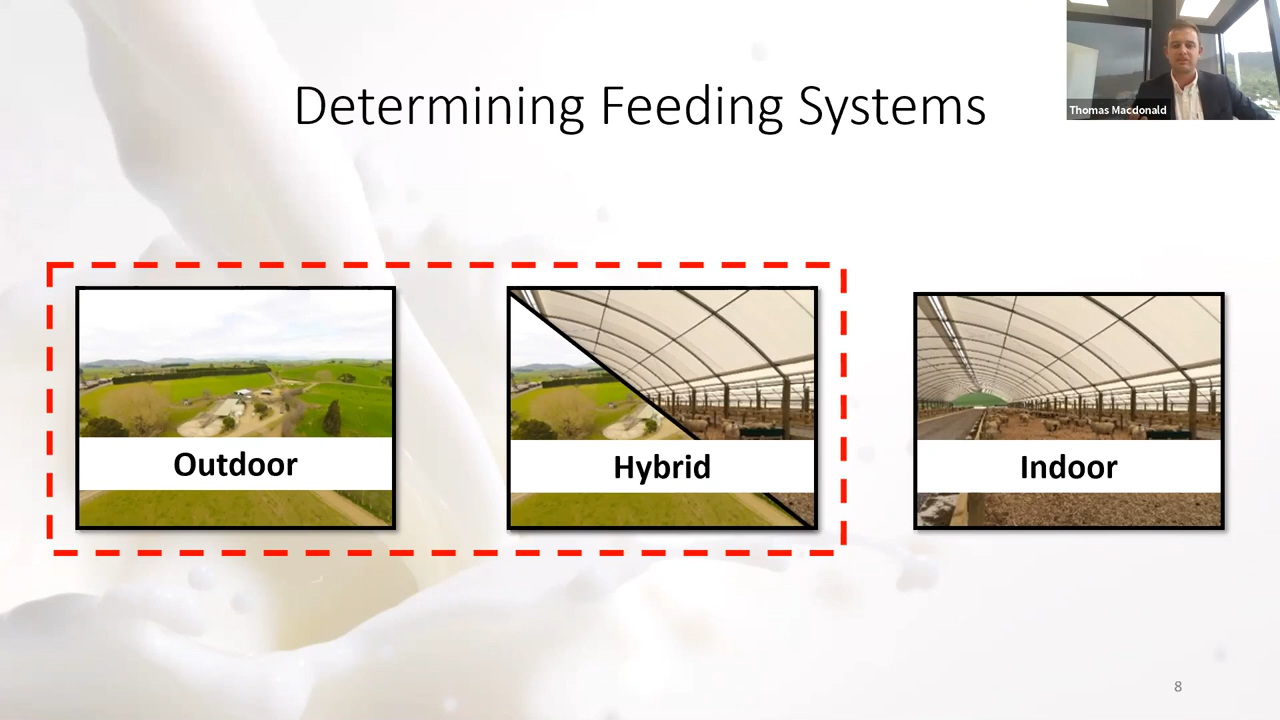 Determining Feeding Systems
Thomas Macdonald
Outdoor
Hybrid
Indoor
8